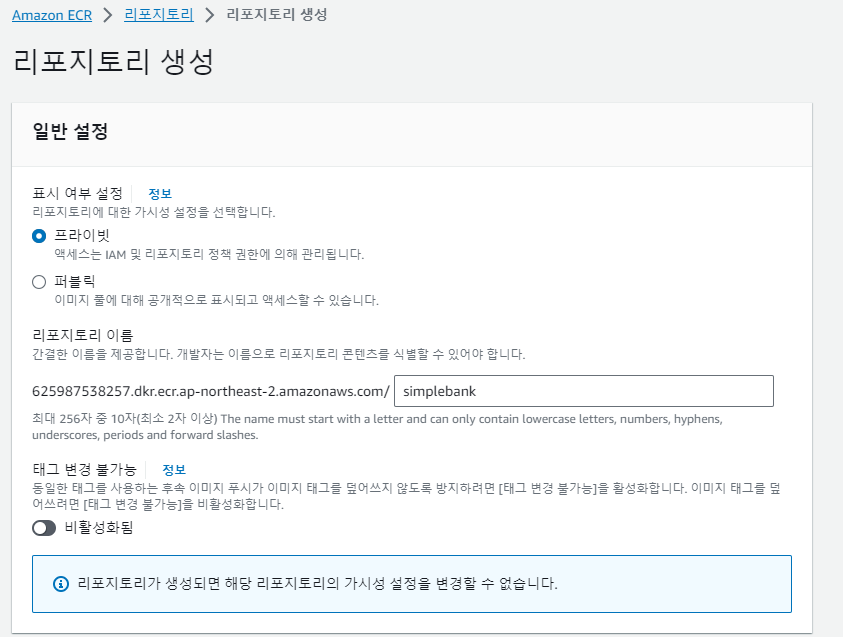 Amazon ECR > 리포지토리 > 리포지토리 생성
리포지토리 생성
일반 설정
표시 여부 설정 정보
리포지토리에 대한 가시성 설정을 선택합니다.
프라이빗
액세스는 IAM 및 리포지토리 정책 권한에 의해 관리됩니다.
퍼블릭
이미지 풀에 대해 공개적으로 표시되고 액세스할 수 있습니다.
리포지토리 이름
간결한 이름을 제공합니다. 개발자는 이름으로 리포지토리 콘텐츠를 식별할 수 있어야 합니다.
625987538257.dkr.ecr.ap-northeast-2.amazonaws.com/ simplebank
최대 256자 중 10자(최소 2자 이상) The name must start with a letter and can only contain lowercase letters, numbers, hyphens,
underscores, periods and forward slashes.
태그 변경 불가능 정보
동일한 태그를 사용하는 후속 이미지 푸시가 이미지 태그를 덮어쓰지 않도록 방지하려면 [태그 변경 불가능]을 활성화합니다. 이미지 태그를 덮
어쓰려면 [태그 변경 불가능]을 비활성화합니다.
비활성화됨
리포지토리가 생성되면 해당 리포지토리의 가시성 설정을 변경할 수 없습니다.